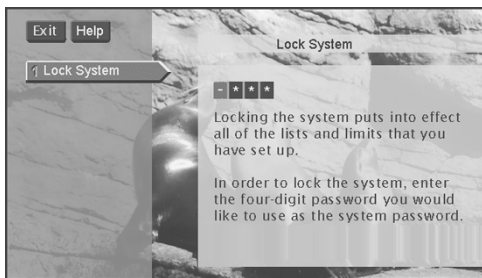 Exit Help
Lock System
1 Lock System
- * * *
Locking the system puts into effect
all of the lists and limits that you
have set up.
In order to lock the system, enter
the four-digit password you would
like to use as the system password.